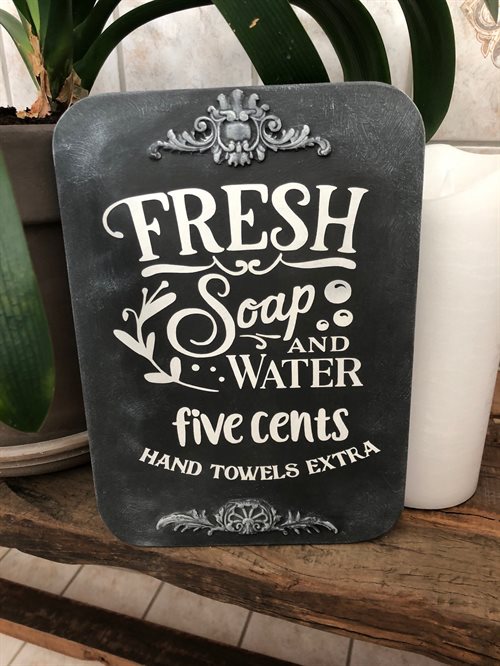 FRESH
Soap
AND
WATER
five cents
HAND TOWELS EXTRA